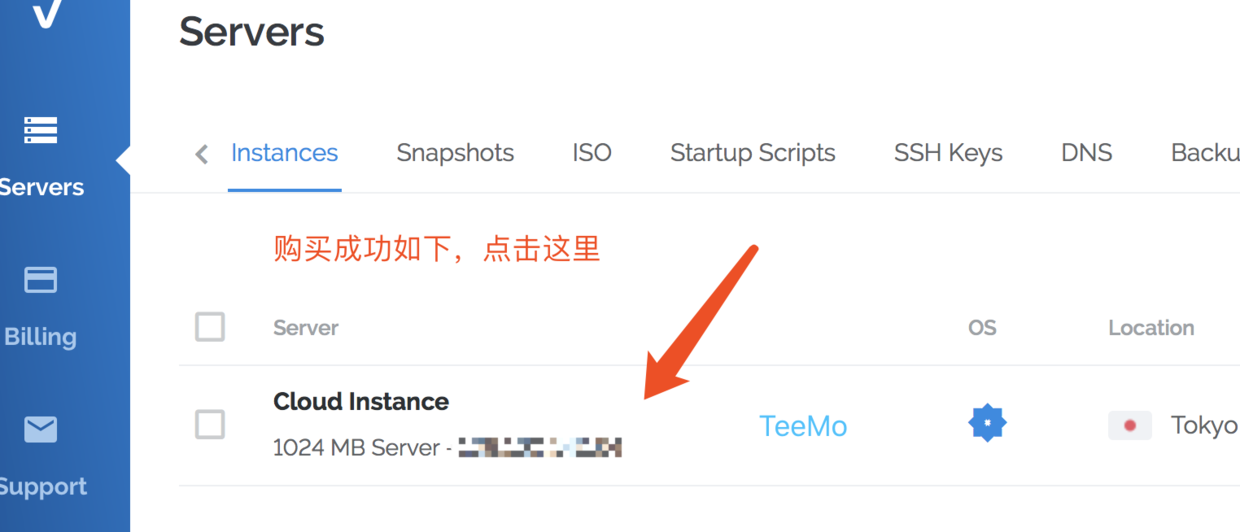 Servers
Instances Snapshots ISO Startup Scripts SSH Keys DNS Backu
Servers
购买成功如下，点击这里
Billing
Server OS Location
Cloud Instance
1024 MB Server -
TeeMo
Tokyo
Support